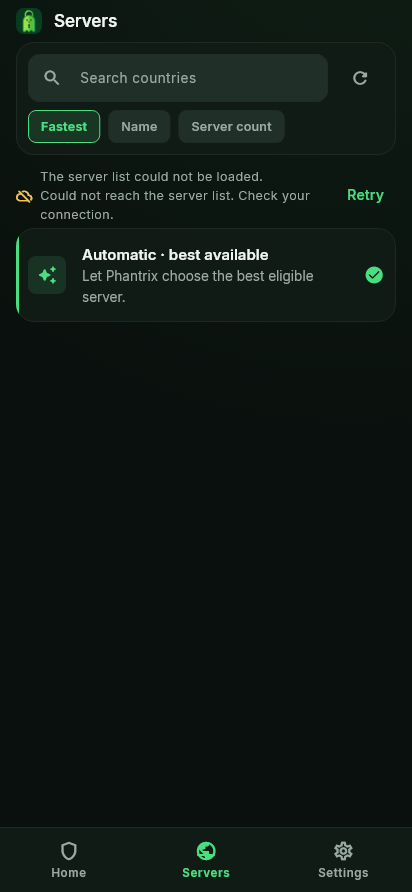 Servers
Search countries
Fastest
Name
Server count
The server list could not be loaded.
Could not reach the server list. Check your
connection.
Retry
Automatic · best available
Let Phantrix choose the best eligible
server.
Home
Servers
Settings